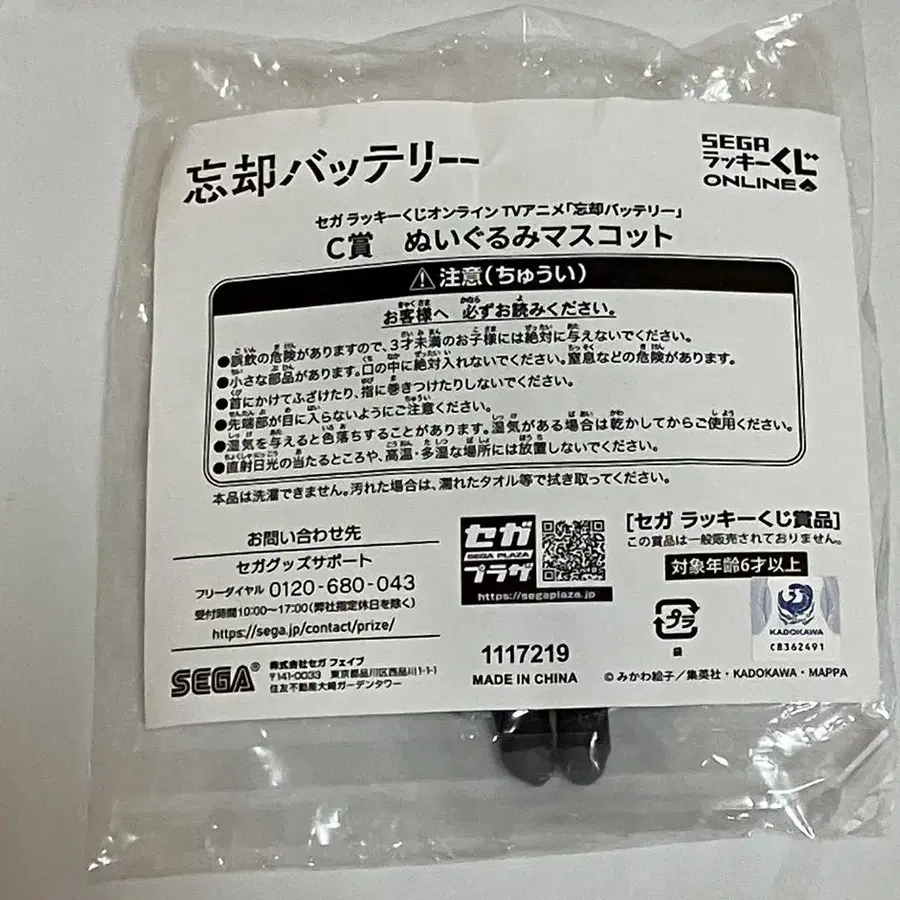 忘却バッテリー
SEGA
ラッキーくじ
ONLINE
セガ ラッキーくじオンライン TVアニメ「忘却バッテリー」
C賞 ぬいぐるみマスコット
注意(ちゅうい)
お客様へ 必ずお読みください。
●誤飲の危険がありますので、3才未満のお子様には絶対に与えないでください。
●小さな部品があります。口の中に絶対入れないでください。窒息などの危険があります。
●首にかけてふざけたり、指に巻きつけたりしないでください。
●先端部が目に入らないようにご注意ください。
●湿気を与えると色落ちすることがあります。湿気がある場合は乾かしてからご使用ください。
●直射日光の当たるところや、高温・多湿な場所には放置しないでください。
本品は洗濯できません。汚れた場合は、濡れたタオル等で拭き取ってください。
お問い合わせ先
セガグッズサポート
フリーダイヤル 0120-680-043
受付時間10:00~17:00(弊社指定休日を除く)
https://sega.jp/contact/prize/
SEGA®
株式会社セガ フェイブ
〒141-0033 東京都品川区西品川1-1-1
住友不動産大崎ガーデンタワー
セガ
SEGA PLAZA
プラザ
https://segaplaza.jp
1117219
MADE IN CHINA
[セガ ラッキーくじ賞品]
この賞品は一般販売されておりません。
対象年齢6才以上
プラ
袋
KADOKAWA
CB362491
©みかわ絵子/集英社・KADOKAWA・MAPPA